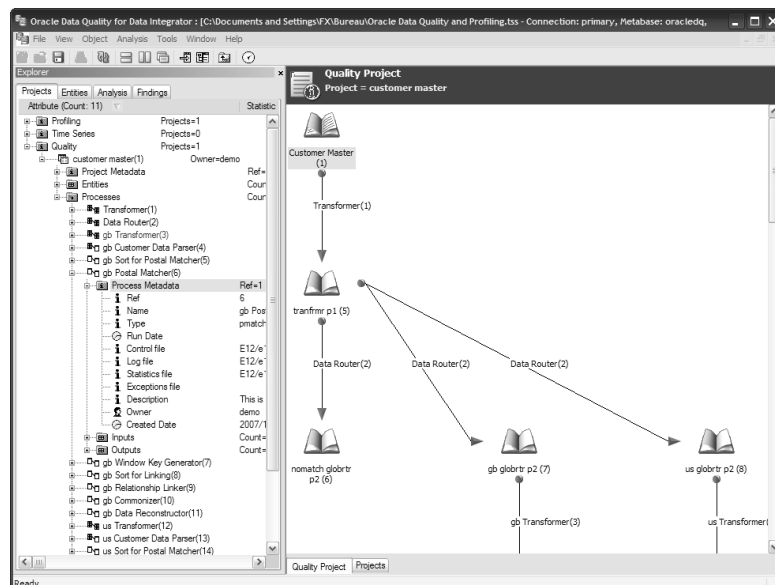 Oracle Data Quality for Data Integrator : [C:\Documents and Settings\FX\Bureau\Oracle Data Quality and Profiling.tss - Connection: primary, Metabase: oracledq,
File View Object Analysis Tools Window Help
Explorer
Projects Entities Analysis Findings
Attribute (Count: 11) Statistic
Profiling Projects=1
Time Series Projects=0
Quality Projects=1
customer master(1) Owner=demo
Project Metadata Ref=
Entities Coun
Processes Coun
Transformer(1)
Data Router(2)
gb Transformer(3)
gb Customer Data Parser(4)
gb Sort for Postal Matcher(5)
gb Postal Matcher(6)
Process Metadata Ref=1
Ref 6
Name gb Pos
Type pmatch
Run Date
Control file E12/e
Log file E12/e
Statistics file E12/e
Exceptions file
Description This is
Owner demo
Created Date 2007/1
Inputs Count=
Outputs Count=
gb Window Key Generator(7)
gb Sort for Linking(8)
gb Relationship Linker(9)
gb Commonizer(10)
gb Data Reconstructor(11)
us Transformer(12)
us Customer Data Parser(13)
us Sort for Postal Matcher(14)
Ready
Quality Project
Project = customer master
Customer Master
(1)
Transformer(1)
tranfrmr p1 (5)
Data Router(2) Data Router(2) Data Router(2)
nomatch globrtr
p2 (6)
gb globrtr p2 (7)
us globrtr p2 (8)
gb Transformer(3)
us Transformer(
Quality Project Projects